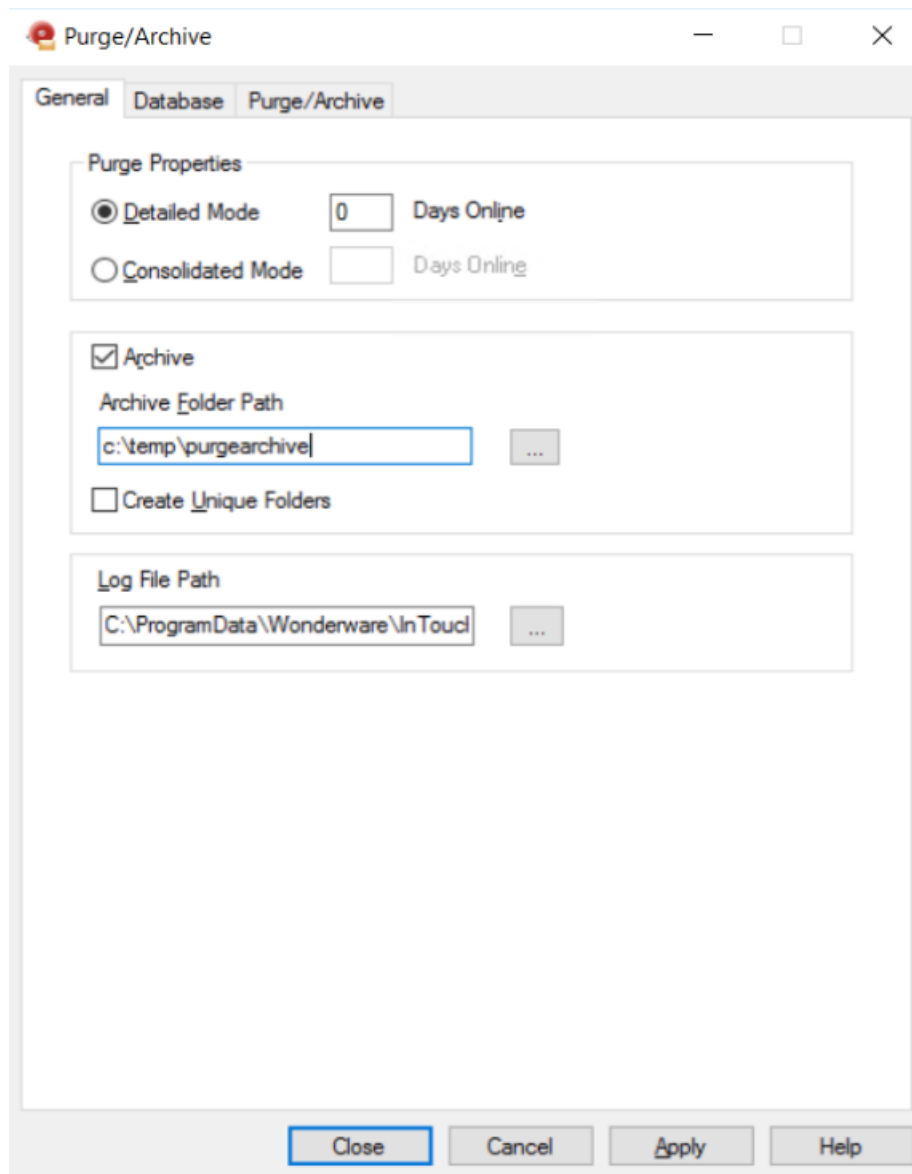 Purge/Archive
General Database Purge/Archive
Purge Properties
Detailed Mode 0 Days Online
Consolidated Mode Days Online
Archive
Archive Folder Path
c:\temp\purgearchive
...
Create Unique Folders
Log File Path
C:\ProgramData\Wonderware\InToucl
...
Close Cancel Apply Help